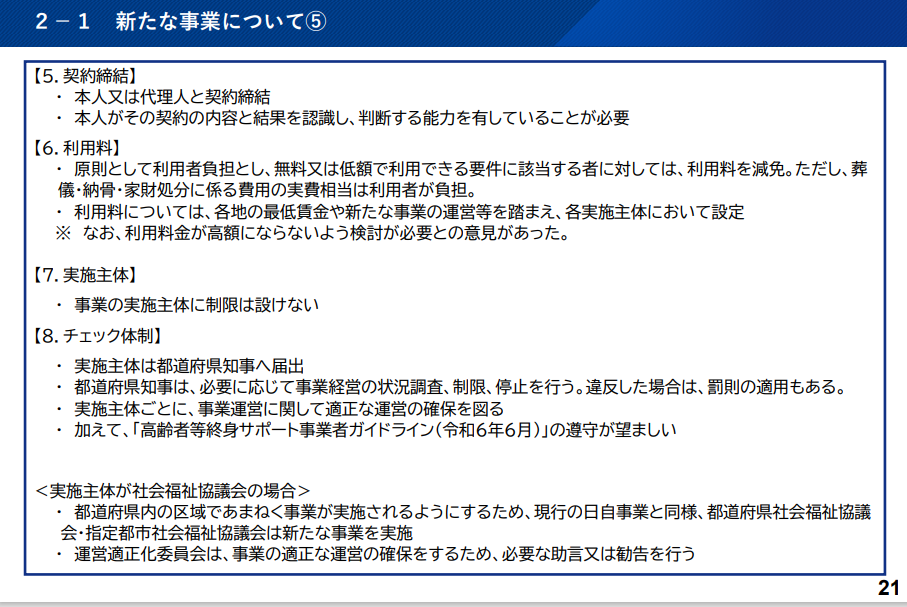 ２－１　新たな事業について⑤
【５．契約締結】
・ 本人又は代理人と契約締結
・ 本人がその契約の内容と結果を認識し、判断する能力を有していることが必要
【６．利用料】
・ 原則として利用者負担とし、無料又は低額で利用できる要件に該当する者に対しては、利用料を減免。ただし、葬
儀・納骨・家財処分に係る費用の実費相当は利用者が負担。
・ 利用料については、各地の最低賃金や新たな事業の運営等を踏まえ、各実施主体において設定
※ なお、利用料金が高額にならないよう検討が必要との意見があった。
【７．実施主体】
・ 事業の実施主体に制限は設けない
【８．チェック体制】
・ 実施主体は都道府県知事へ届出
・ 都道府県知事は、必要に応じて事業経営の状況調査、制限、停止を行う。違反した場合は、罰則の適用もある。
・ 実施主体ごとに、事業運営に関して適正な運営の確保を図る
・ 加えて、「高齢者等終身サポート事業者ガイドライン（令和６年６月）」の遵守が望ましい
＜実施主体が社会福祉協議会の場合＞
・ 都道府県内の区域であまねく事業が実施されるようにするため、現行の日自事業と同様、都道府県社会福祉協議
会・指定都市社会福祉協議会は新たな事業を実施
・ 運営適正化委員会は、事業の適正な運営の確保をするため、必要な助言又は勧告を行う
21